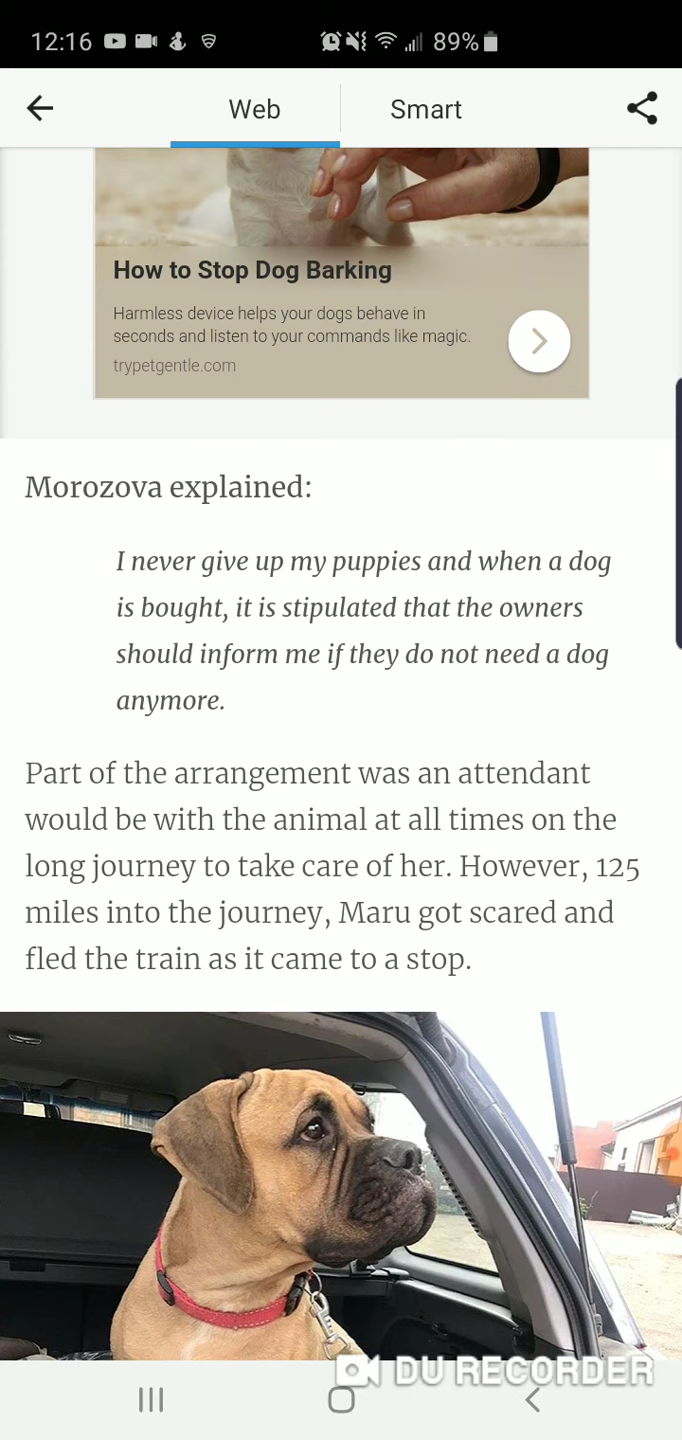 12:16
89%
Web
Smart
How to Stop Dog Barking
Harmless device helps your dogs behave in
seconds and listen to your commands like magic.
trypetgentle.com
Morozova explained:
I never give up my puppies and when a dog
is bought, it is stipulated that the owners
should inform me if they do not need a dog
anymore.
Part of the arrangement was an attendant
would be with the animal at all times on the
long journey to take care of her. However, 125
miles into the journey, Maru got scared and
fled the train as it came to a stop.
DU RECORDER